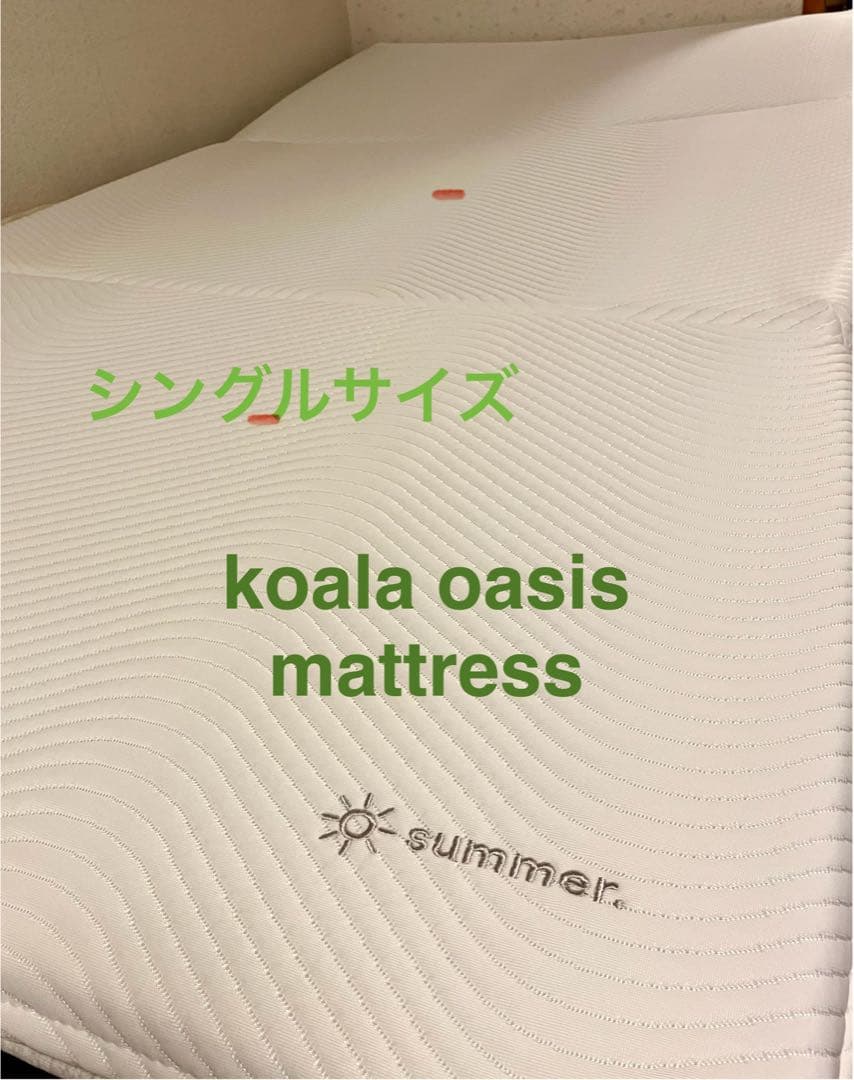 シングルサイズ
koala oasis
mattress
summer.